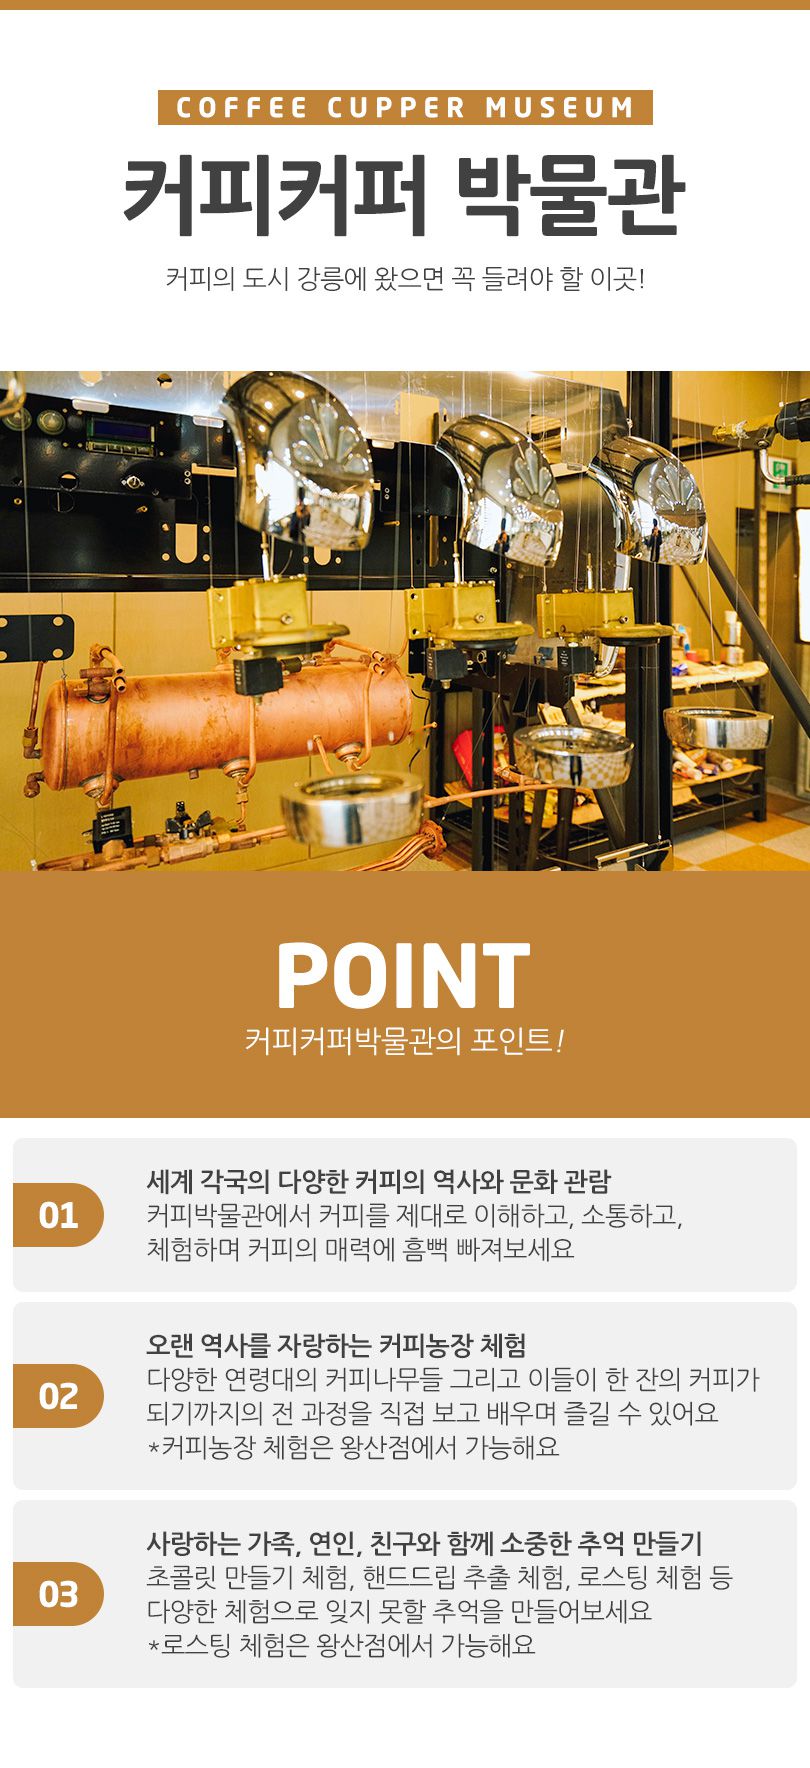 COFFEE CUPPER MUSEUM
커피커퍼 박물관
커피의 도시 강릉에 왔으면 꼭 들려야 할 이곳!
POINT
커피커퍼박물관의 포인트!
01
세계 각국의 다양한 커피의 역사와 문화 관람
커피박물관에서 커피를 제대로 이해하고, 소통하고,
체험하며 커피의 매력에 흠뻑 빠져보세요
02
오랜 역사를 자랑하는 커피농장 체험
다양한 연령대의 커피나무들 그리고 이들이 한 잔의 커피가
되기까지의 전 과정을 직접 보고 배우며 즐길 수 있어요
*커피농장 체험은 왕산점에서 가능해요
03
사랑하는 가족, 연인, 친구와 함께 소중한 추억 만들기
초콜릿 만들기 체험, 핸드드립 추출 체험, 로스팅 체험 등
다양한 체험으로 잊지 못할 추억을 만들어보세요
*로스팅 체험은 왕산점에서 가능해요